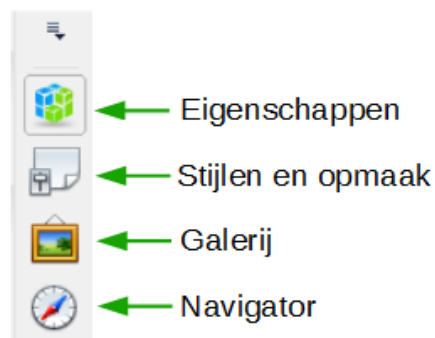 Eigenschappen
Stijlen en opmaak
Galerij
Navigator